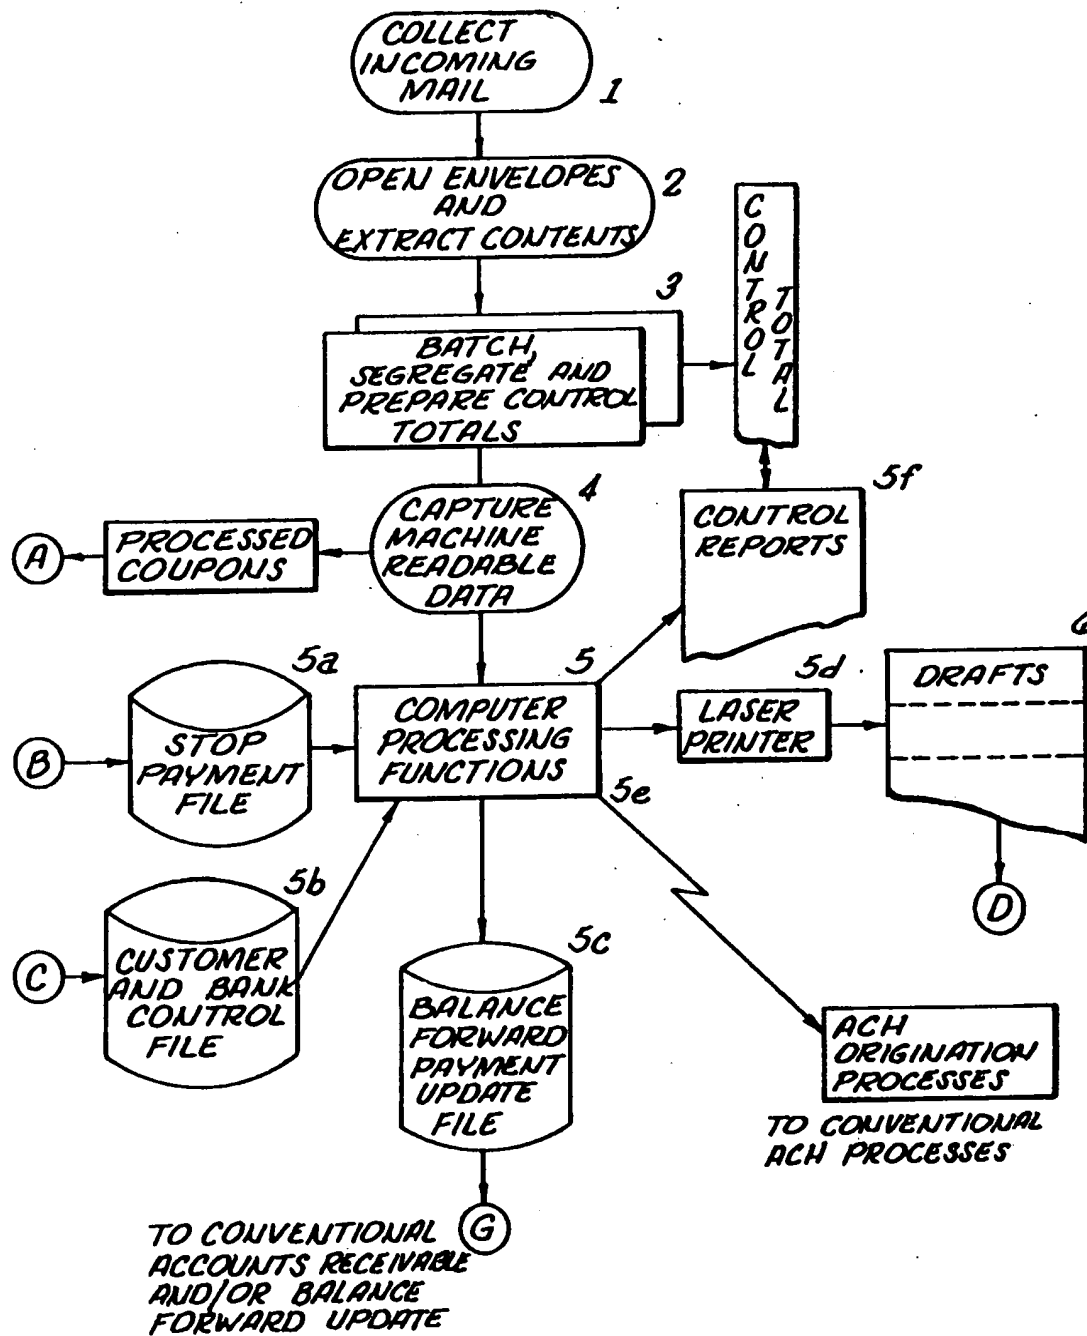 COLLECT
INCOMING
MAIL
1
OPEN ENVELOPES
AND
EXTRACT CONTENTS
2
3
BATCH,
SEGREGATE AND
PREPARE CONTROL
TOTALS
CONTROL
TOTAL
4
CAPTURE
MACHINE
READABLE
DATA
PROCESSED
COUPONS
A
5f
CONTROL
REPORTS
5a
STOP
PAYMENT
FILE
B
5
COMPUTER
PROCESSING
FUNCTIONS
5d
LASER
PRINTER
6
DRAFTS
D
5e
5b
CUSTOMER
AND BANK
CONTROL
FILE
C
5c
BALANCE
FORWARD
PAYMENT
UPDATE
FILE
ACH
ORIGINATION
PROCESSES
TO CONVENTIONAL
ACH PROCESSES
G
TO CONVENTIONAL
ACCOUNTS RECEIVABLE
AND/OR BALANCE
FORWARD UPDATE